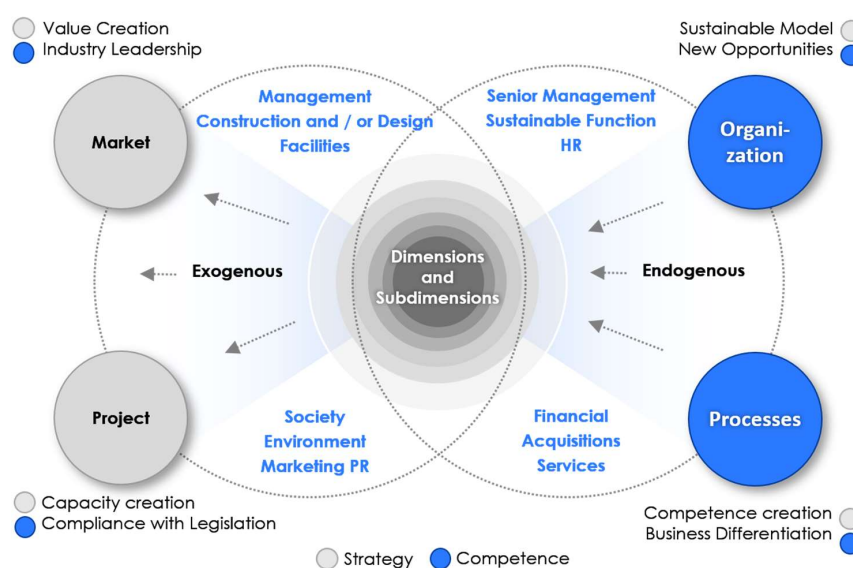 Value Creation
Industry Leadership
Sustainable Model
New Opportunities
Market
Management
Construction and / or Design
Facilities
Senior Management
Sustainable Function
HR
Organi-
zation
Exogenous
Dimensions
and
Subdimensions
Endogenous
Project
Society
Environment
Marketing PR
Financial
Acquisitions
Services
Processes
Capacity creation
Compliance with Legislation
Competence creation
Business Differentiation
Strategy
Competence